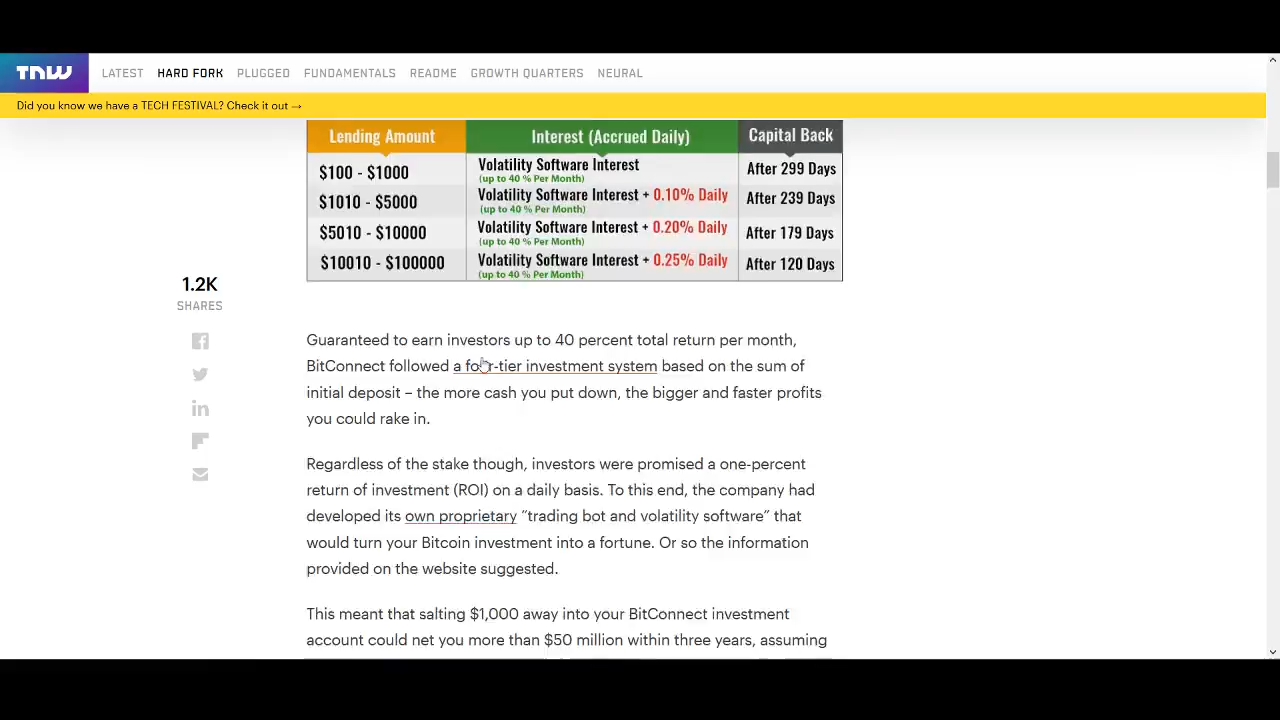 TNW LATEST HARD FORK PLUGGED FUNDAMENTALS README GROWTH QUARTERS NEURAL
Did you know we have a TECH FESTIVAL? Check it out →
Lending Amount Interest (Accrued Daily) Capital Back
$100 - $1000 Volatility Software Interest After 299 Days
(up to 40 % Per Month)
$1010 - $5000 Volatility Software Interest + 0.10% Daily After 239 Days
(up to 40 % Per Month)
$5010 - $10000 Volatility Software Interest + 0.20% Daily After 179 Days
(up to 40 % Per Month)
$10010 - $100000 Volatility Software Interest + 0.25% Daily After 120 Days
(up to 40 % Per Month)
1.2K
SHARES
Guaranteed to earn investors up to 40 percent total return per month,
BitConnect followed a four-tier investment system based on the sum of
initial deposit – the more cash you put down, the bigger and faster profits
you could rake in.
Regardless of the stake though, investors were promised a one-percent
return of investment (ROI) on a daily basis. To this end, the company had
developed its own proprietary “trading bot and volatility software” that
would turn your Bitcoin investment into a fortune. Or so the information
provided on the website suggested.
This meant that salting $1,000 away into your BitConnect investment
account could net you more than $50 million within three years, assuming